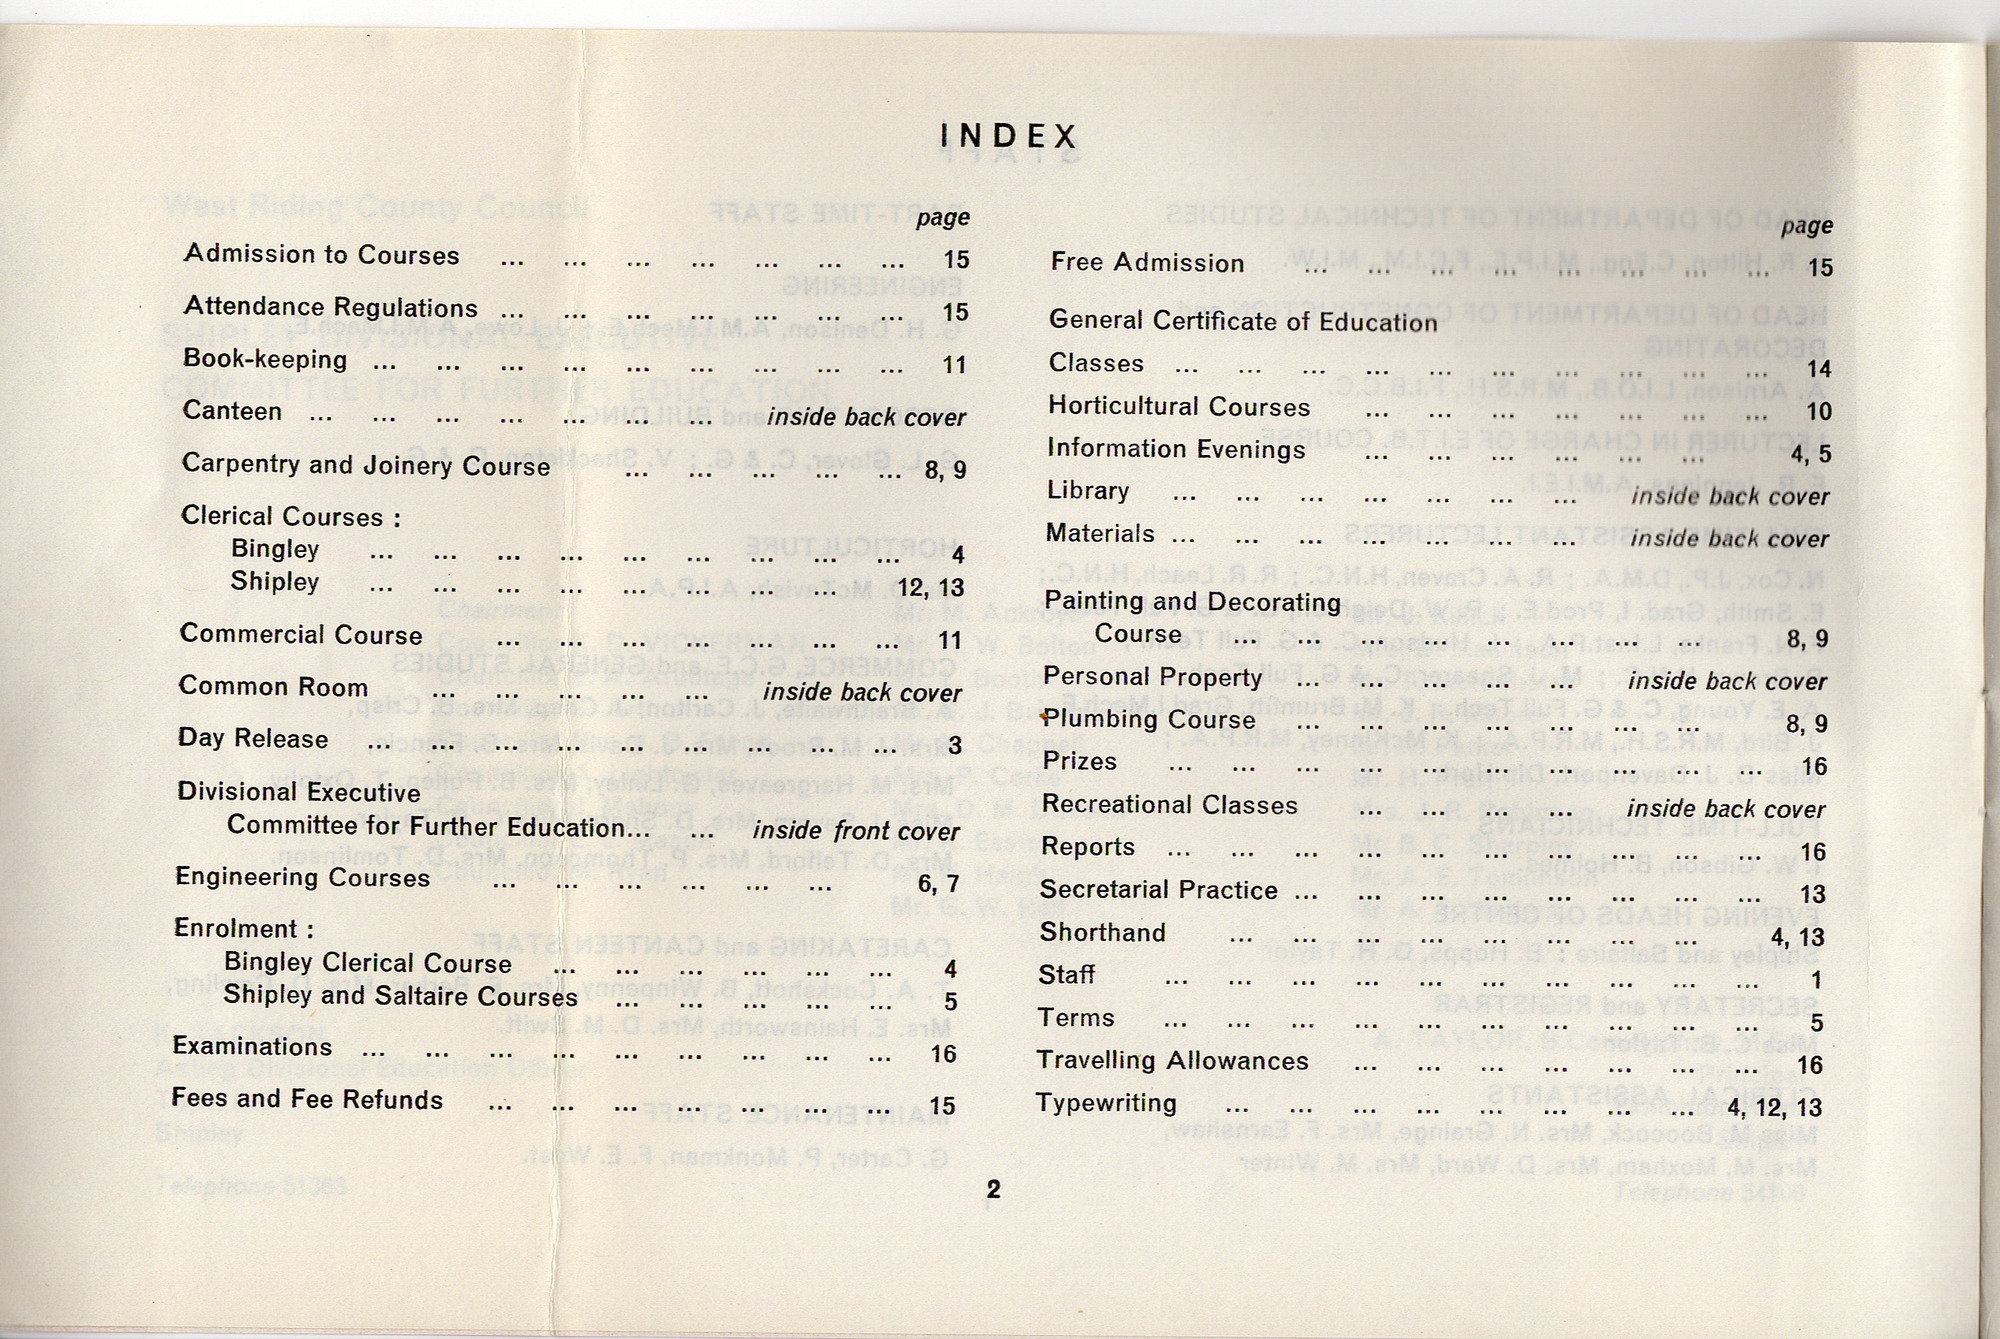 INDEX
page
Admission to Courses ... ... ... ... ... ... ... 15
Attendance Regulations ... ... ... ... ... ... ... 15
Book-keeping ... ... ... ... ... ... ... ... ... 11
Canteen ... ... ... ... ... ... ... inside back cover
Carpentry and Joinery Course ... ... ... ... ... 8, 9
Clerical Courses :
Bingley ... ... ... ... ... ... ... ... ... 4
Shipley ... ... ... ... ... ... ... ... 12, 13
Commercial Course ... ... ... ... ... ... ... 11
Common Room ... ... ... ... ... inside back cover
Day Release ... ... ... ... ... ... ... ... ... 3
Divisional Executive
Committee for Further Education... ... inside front cover
Engineering Courses ... ... ... ... ... ... 6, 7
Enrolment :
Bingley Clerical Course ... ... ... ... ... ... 4
Shipley and Saltaire Courses ... ... ... ... ... 5
Examinations ... ... ... ... ... ... ... ... ... 16
Fees and Fee Refunds ... ... ... ... ... ... ... 15
page
Free Admission ... ... ... ... ... ... ... ... 15
General Certificate of Education
Classes ... ... ... ... ... ... ... ... ... ... 14
Horticultural Courses ... ... ... ... ... ... ... 10
Information Evenings ... ... ... ... ... ... 4, 5
Library ... ... ... ... ... ... ... inside back cover
Materials ... ... ... ... ... ... ... inside back cover
Painting and Decorating
Course ... ... ... ... ... ... ... ... 8, 9
Personal Property ... ... ... ... ... inside back cover
Plumbing Course ... ... ... ... ... ... ... 8, 9
Prizes ... ... ... ... ... ... ... ... ... ... 16
Recreational Classes ... ... ... ... inside back cover
Reports ... ... ... ... ... ... ... ... ... ... 16
Secretarial Practice ... ... ... ... ... ... ... ... 13
Shorthand ... ... ... ... ... ... ... ... 4, 13
Staff ... ... ... ... ... ... ... ... ... ... 1
Terms ... ... ... ... ... ... ... ... ... ... 5
Travelling Allowances ... ... ... ... ... ... ... 16
Typewriting ... ... ... ... ... ... ... ... 4, 12, 13
2